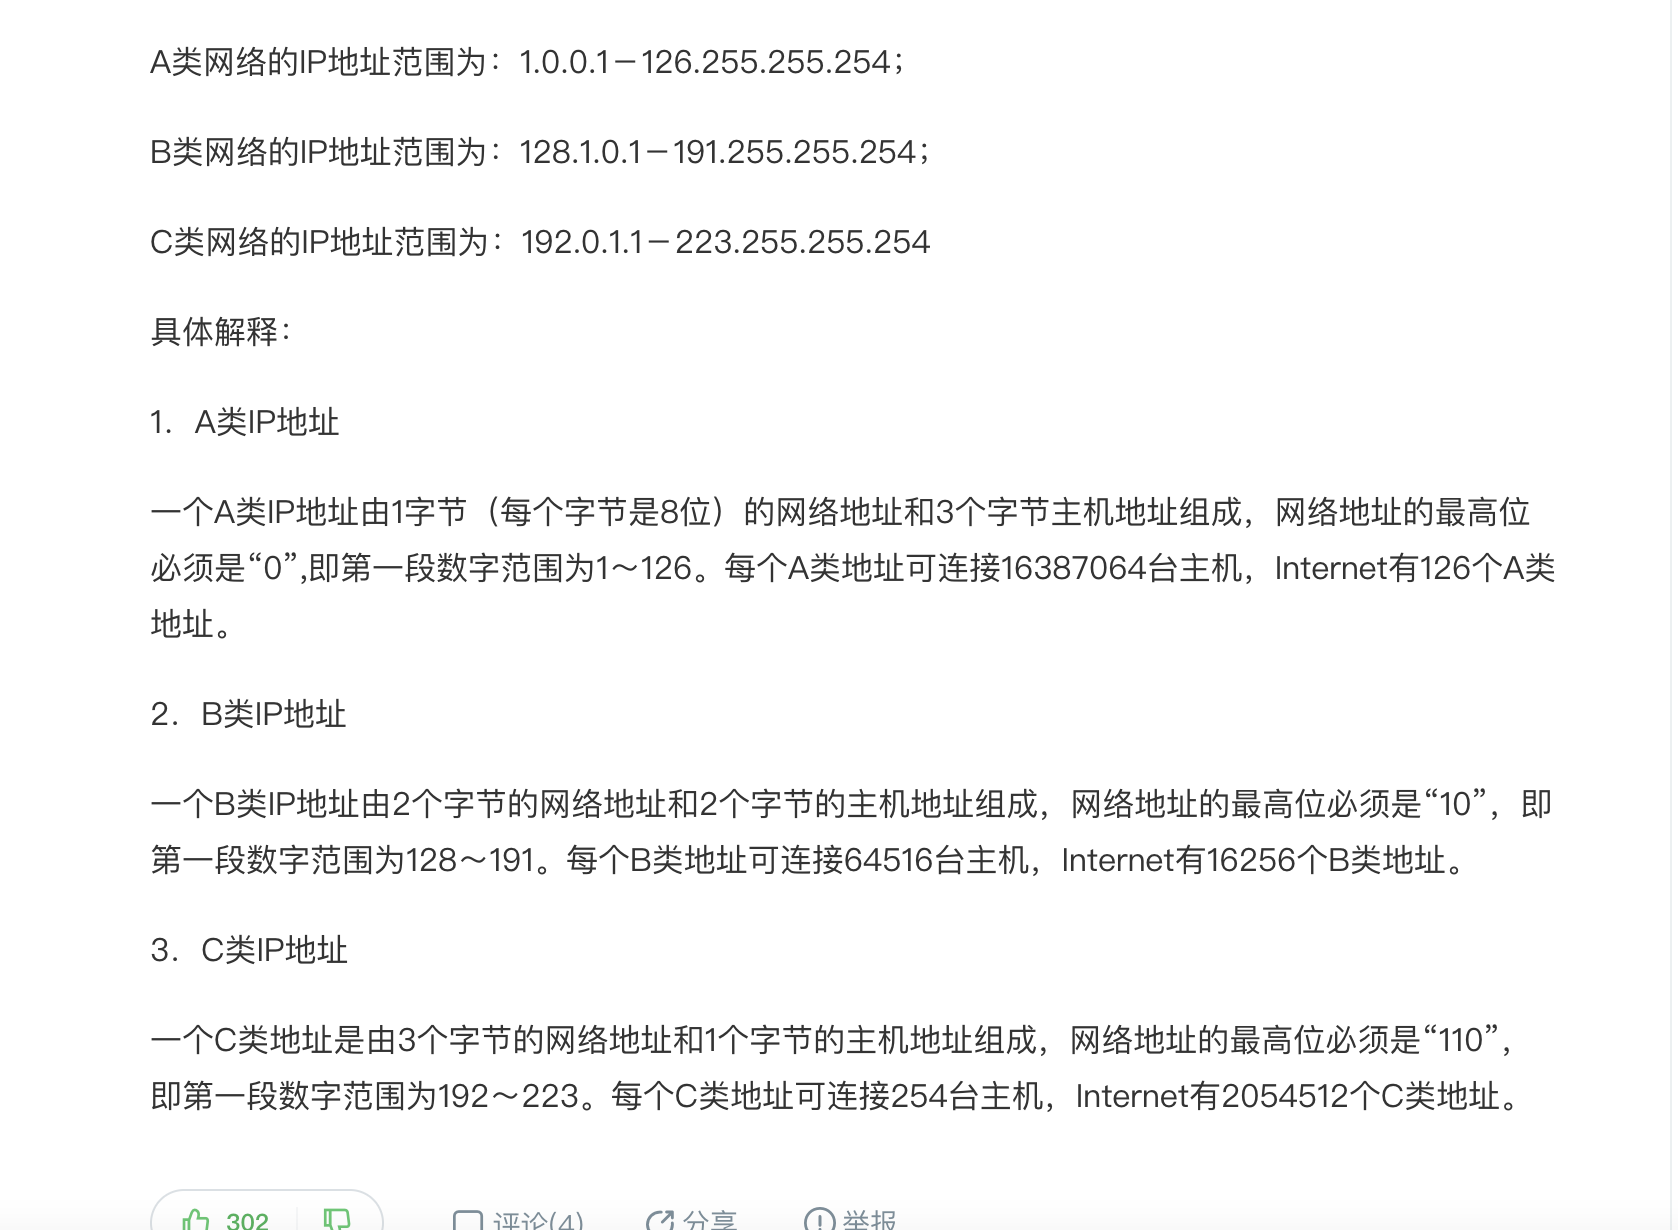 A类网络的IP地址范围为：1.0.0.1－126.255.255.254；
B类网络的IP地址范围为：128.1.0.1－191.255.255.254；
C类网络的IP地址范围为：192.0.1.1－223.255.255.254
具体解释：
1．A类IP地址
一个A类IP地址由1字节（每个字节是8位）的网络地址和3个字节主机地址组成，网络地址的最高位
必须是“0”,即第一段数字范围为1～126。每个A类地址可连接16387064台主机，Internet有126个A类
地址。
2．B类IP地址
一个B类IP地址由2个字节的网络地址和2个字节的主机地址组成，网络地址的最高位必须是“10”，即
第一段数字范围为128～191。每个B类地址可连接64516台主机，Internet有16256个B类地址。
3．C类IP地址
一个C类地址是由3个字节的网络地址和1个字节的主机地址组成，网络地址的最高位必须是“110”，
即第一段数字范围为192～223。每个C类地址可连接254台主机，Internet有2054512个C类地址。
302 评论(4) 分享 举报